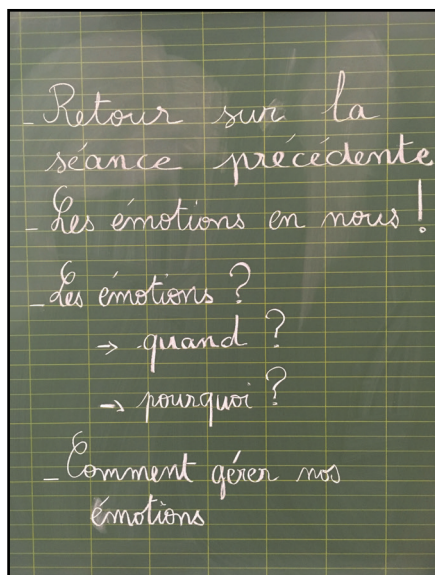 - Retour sur la
séance précédente
- Les émotions en nous !
- Les émotions ?
→ quand ?
→ pourquoi ?
- Comment gérer nos
émotions